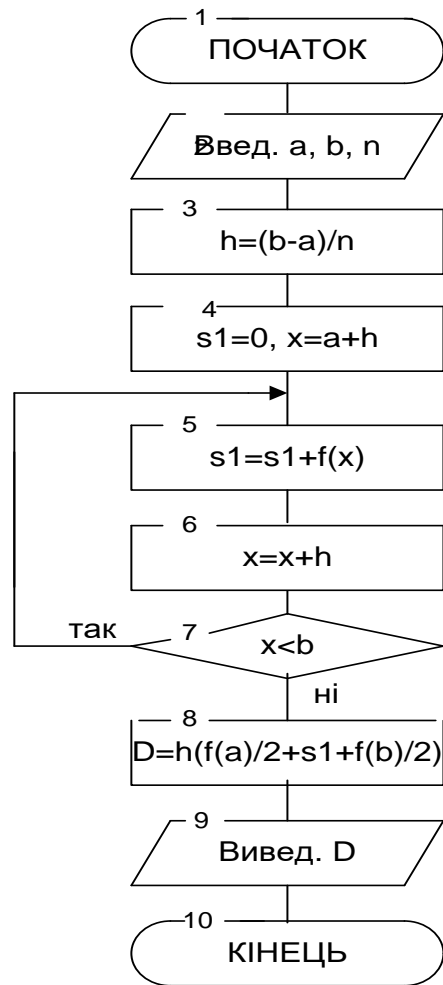 1
ПОЧАТОК
2
Введ. a, b, n
3
h=(b-a)/n
4
s1=0, x=a+h
5
s1=s1+f(x)
6
x=x+h
так
7
x<b
ні
8
D=h(f(a)/2+s1+f(b)/2)
9
Вивед. D
10
КІНЕЦЬ